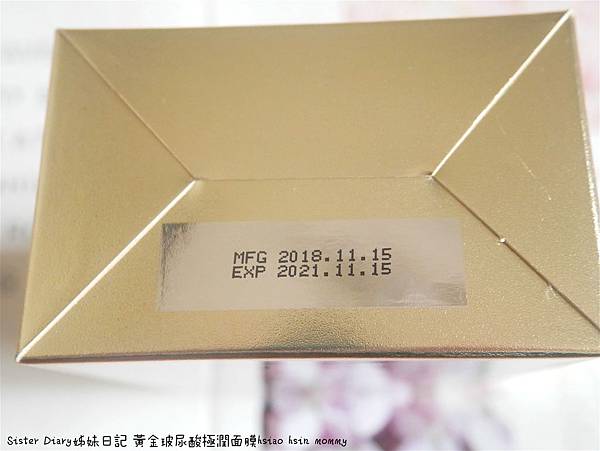 MFG 2018.11.15
EXP 2021.11.15
Sister Diary姊妹日記 黃金玻尿酸極潤面膜hsiao hsin mommy